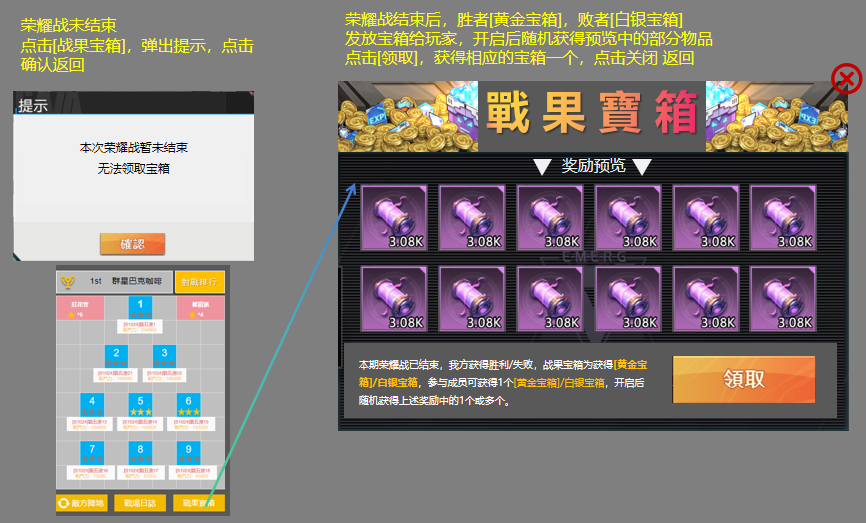 荣耀战未结束
点击[战果宝箱]，弹出提示，点击
确认返回
荣耀战结束后，胜者[黄金宝箱]，败者[白银宝箱]
发放宝箱给玩家，开启后随机获得预览中的部分物品
点击[领取]，获得相应的宝箱一个，点击关闭 返回
提示
本次荣耀战暂未结束
无法领取宝箱
確認
戰果寶箱
奖励预览
3.08K 3.08K 3.08K 3.08K 3.08K 3.08K
EMERG
3.08K 3.08K 3.08K 3.08K 3.08K 3.08K
本期荣耀战已结束，我方获得胜利/失败，战果宝箱为获得[黄金宝
箱]/白银宝箱，参与成员可获得1个[黄金宝箱]/白银宝箱，开启后
随机获得上述奖励中的1个或多个。
領取
1st 群星巴克咖啡
對戰排行
1
2 3
4 5 6
7 8 9
敵方陣容 戰場日誌 戰果寶箱